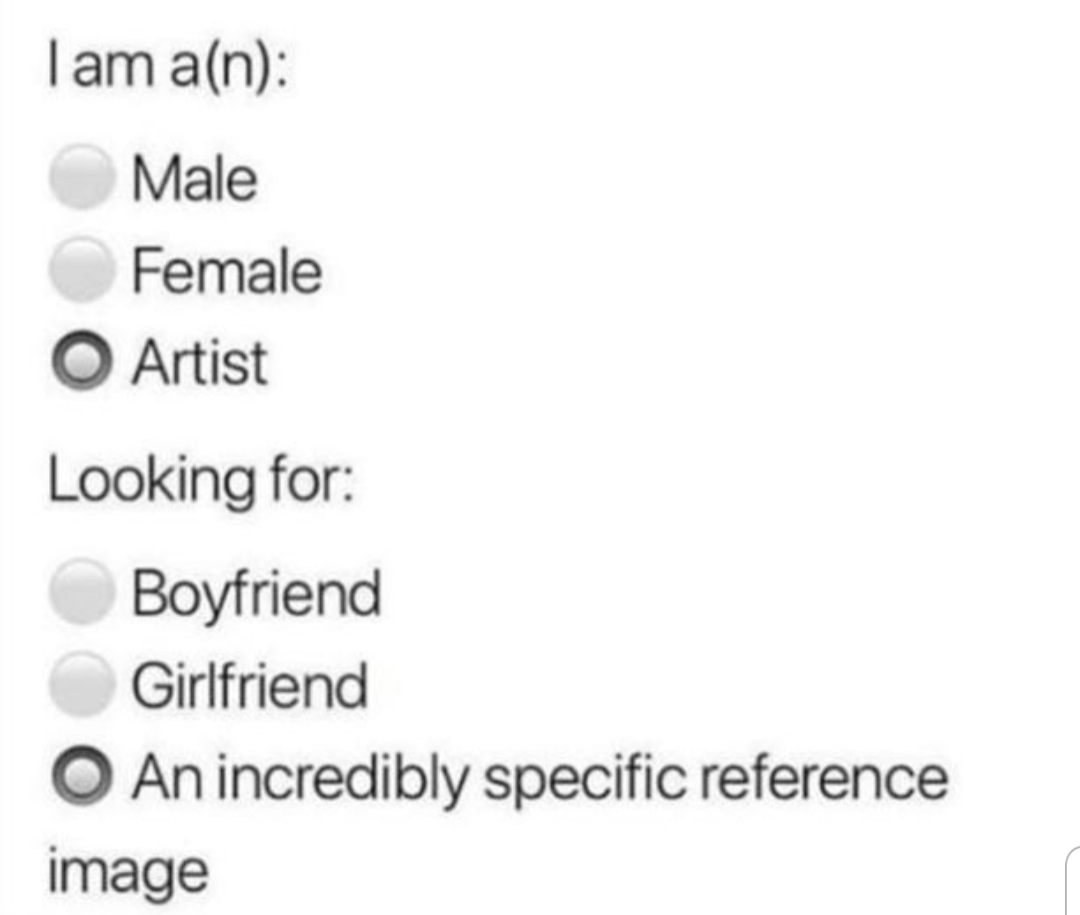 I am a(n):
Male
Female
Artist
Looking for:
Boyfriend
Girlfriend
An incredibly specific reference
image